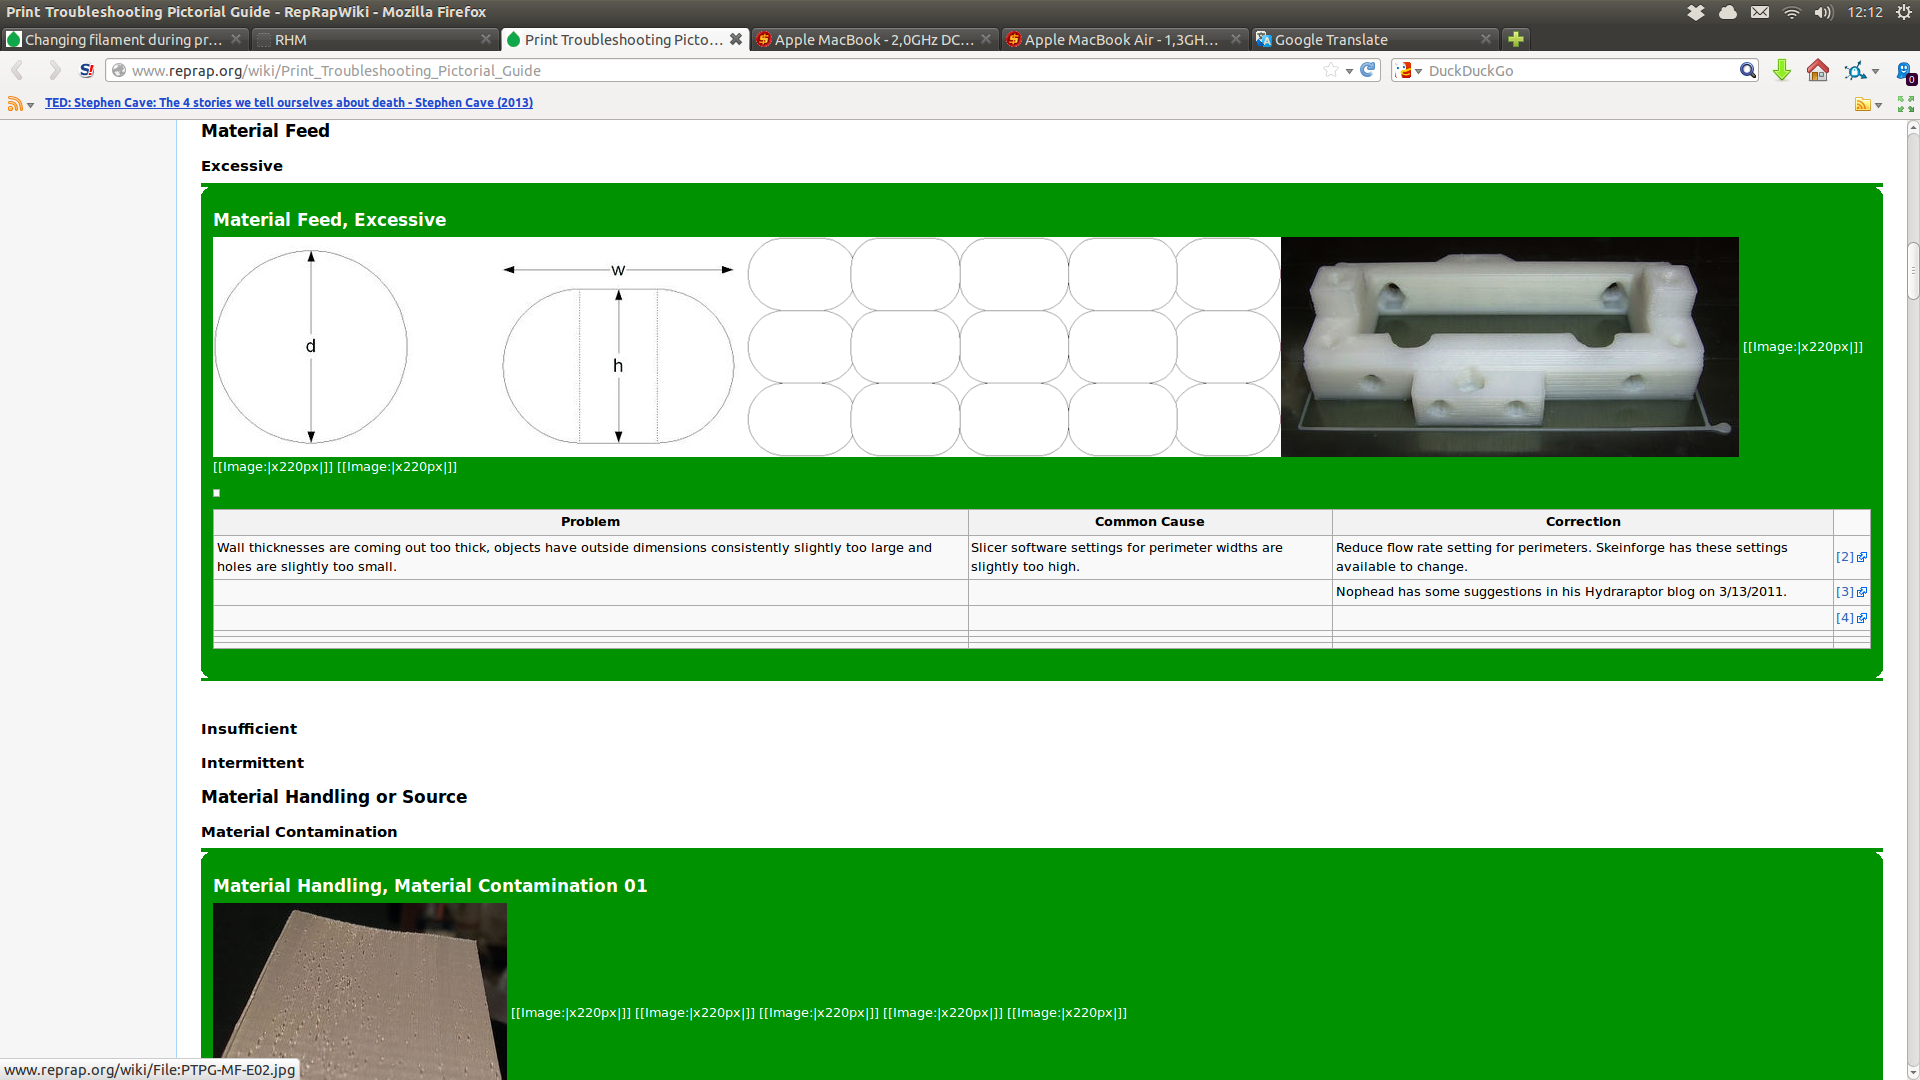 Print Troubleshooting Pictorial Guide - RepRapWiki - Mozilla Firefox
12:12
Changing filament during pr...
RHM
Print Troubleshooting Picto...
Apple MacBook - 2,0GHz DC...
Apple MacBook Air - 1,3GH...
Google Translate
www.reprap.org/wiki/Print_Troubleshooting_Pictorial_Guide
DuckDuckGo
0
TED: Stephen Cave: The 4 stories we tell ourselves about death - Stephen Cave (2013)
Material Feed
Excessive
Material Feed, Excessive
d
w
h
[[Image:|x220px|]]
[[Image:|x220px|]] [[Image:|x220px|]]
Problem
Common Cause
Correction
Wall thicknesses are coming out too thick, objects have outside dimensions consistently slightly too large and
holes are slightly too small.
Slicer software settings for perimeter widths are
slightly too high.
Reduce flow rate setting for perimeters. Skeinforge has these settings
available to change.
[2]
Nophead has some suggestions in his Hydraraptor blog on 3/13/2011.
[3]
[4]
Insufficient
Intermittent
Material Handling or Source
Material Contamination
Material Handling, Material Contamination 01
[[Image:|x220px|]] [[Image:|x220px|]] [[Image:|x220px|]] [[Image:|x220px|]] [[Image:|x220px|]]
www.reprap.org/wiki/File:PTPG-MF-E02.jpg